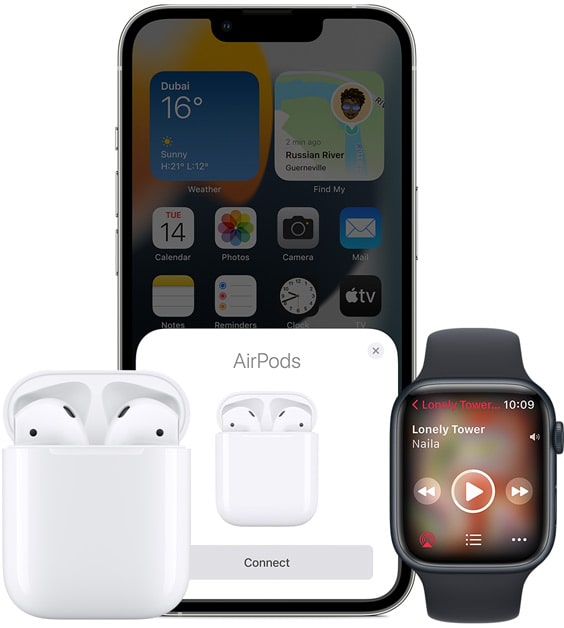 Dubai
16°
Sunny
H:21° L:12°
Weather
2 min ago
Russian River
Guerneville
Find My
TUE
14
Calendar
Photos
Camera
Mail
Notes
Reminders
Clock
tv
TV
AirPods
Connect
Lonely Tower... 10:09
Lonely Tower
Naila